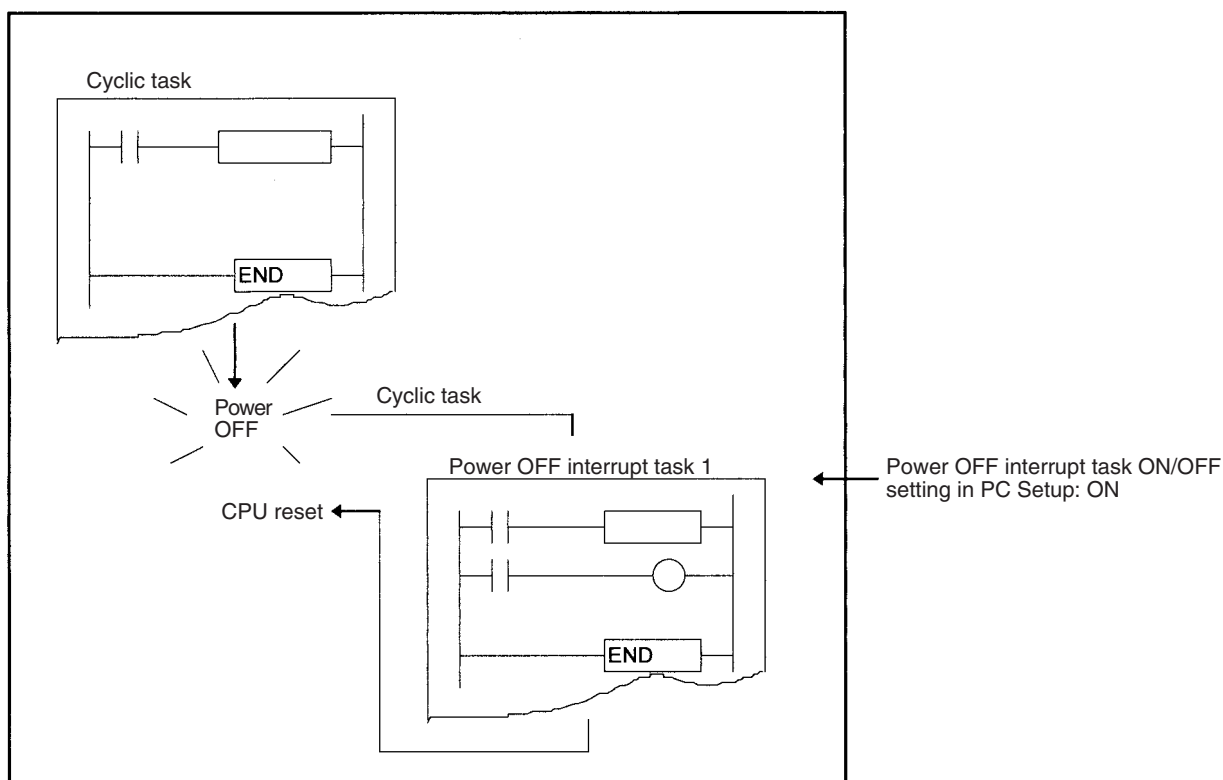 Cyclic task
END
Power
OFF
Cyclic task
Power OFF interrupt task 1
CPU reset
END
Power OFF interrupt task ON/OFF
setting in PC Setup: ON